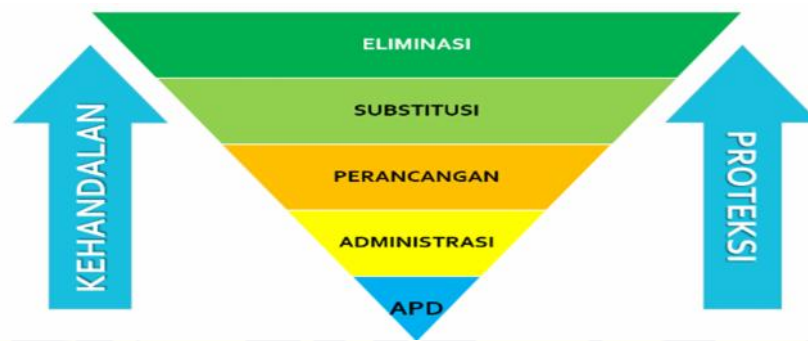 ELIMINASI
SUBSTITUSI
PERANCANGAN
ADMINISTRASI
APD
KEHANDALAN
PROTEKSI